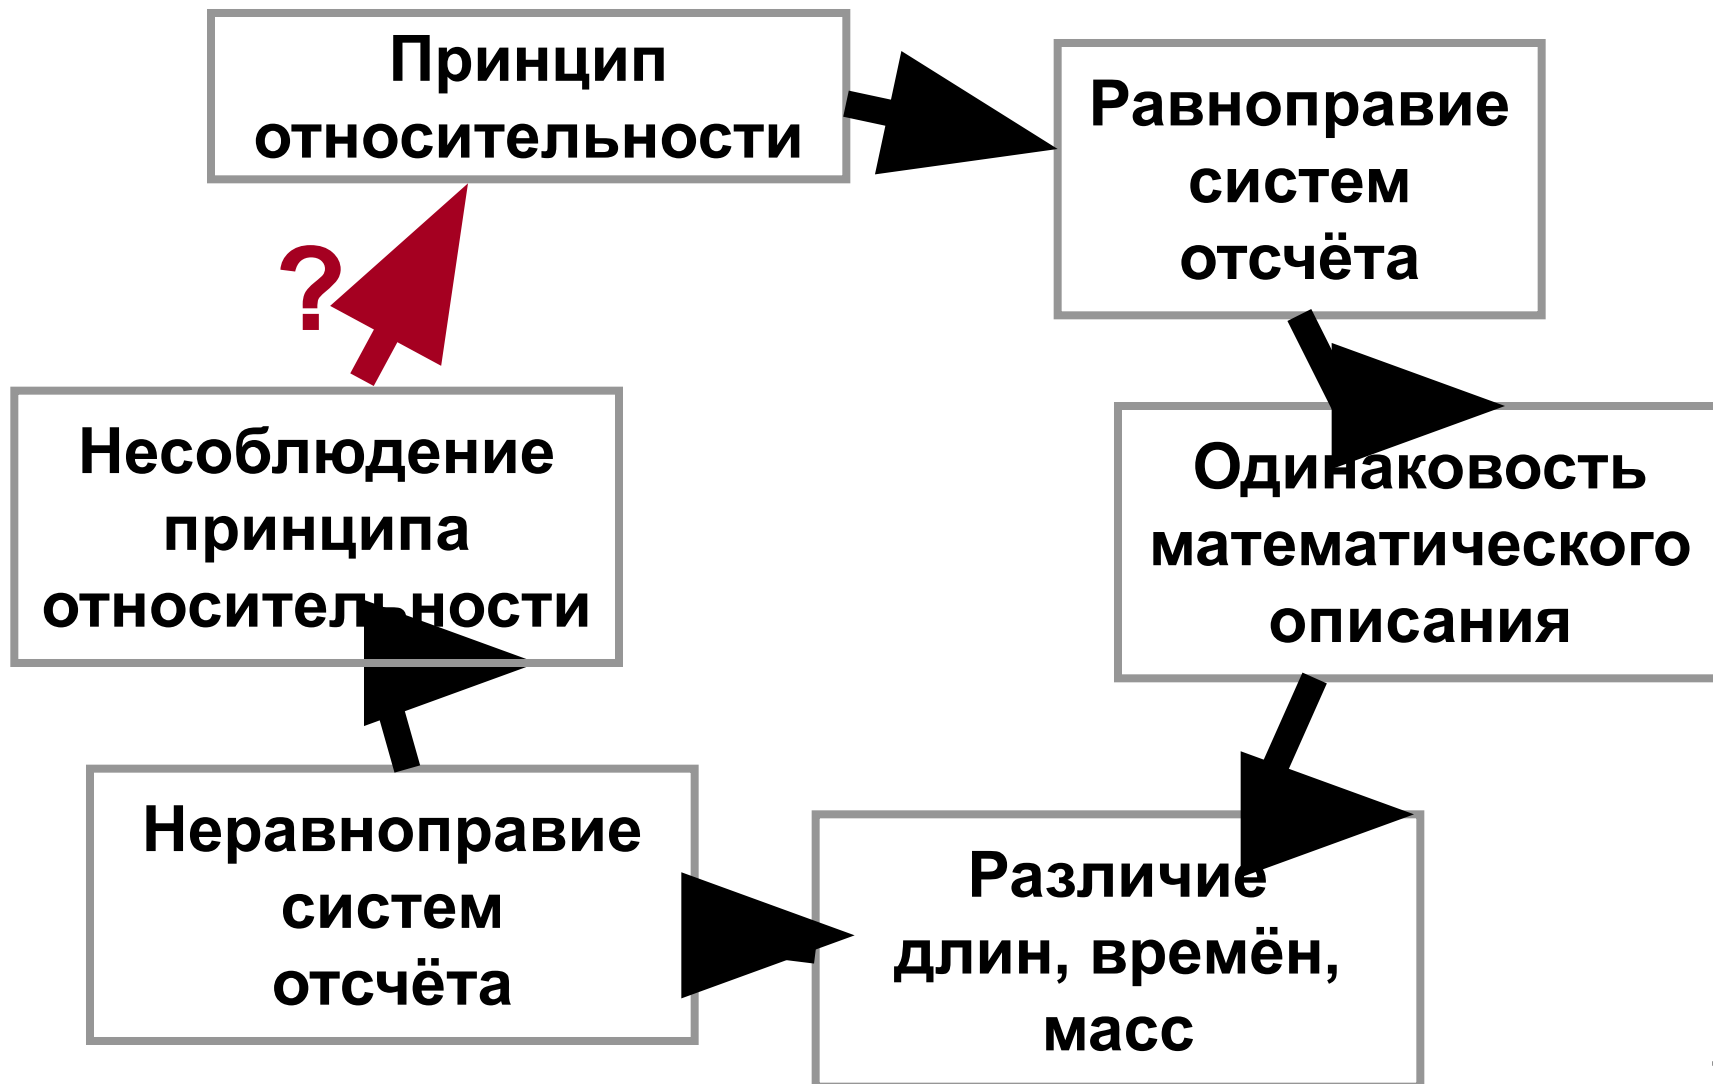 Принцип
относительности
Равноправие
систем
отсчёта
?
Несоблюдение
принципа
относительности
Одинаковость
математического
описания
Неравноправие
систем
отсчёта
Различие
длин, времён,
масс